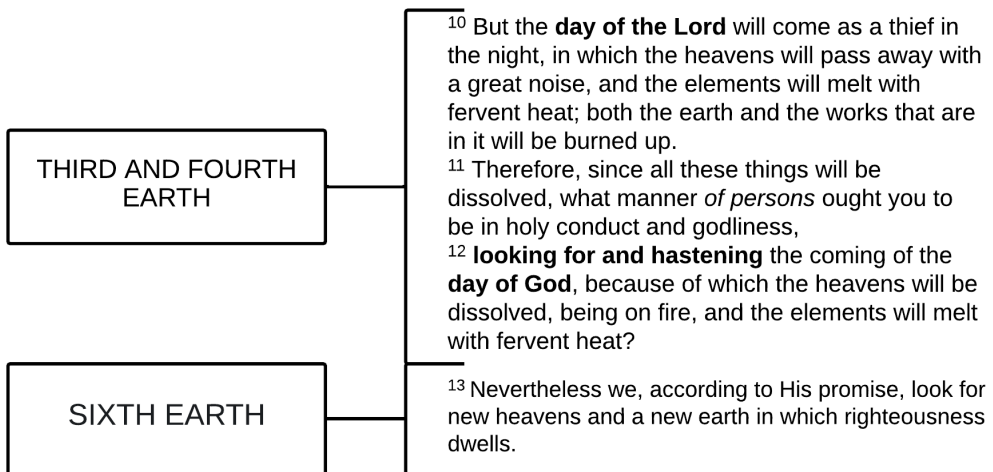 ¹⁰ But the day of the Lord will come as a thief in
the night, in which the heavens will pass away with
a great noise, and the elements will melt with
fervent heat; both the earth and the works that are
in it will be burned up.
THIRD AND FOURTH
EARTH
¹¹ Therefore, since all these things will be
dissolved, what manner of persons ought you to
be in holy conduct and godliness,
¹² looking for and hastening the coming of the
day of God, because of which the heavens will be
dissolved, being on fire, and the elements will melt
with fervent heat?
SIXTH EARTH
¹³ Nevertheless we, according to His promise, look for
new heavens and a new earth in which righteousness
dwells.